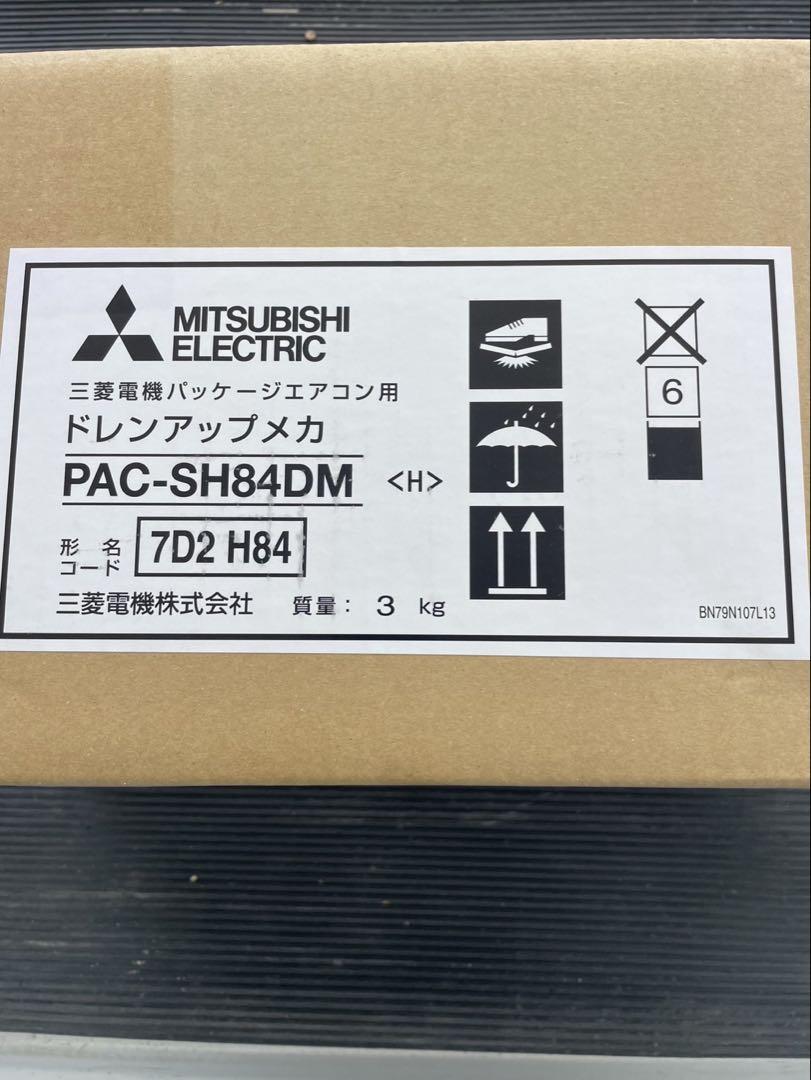 MITSUBISHI
ELECTRIC
三菱電機パッケージエアコン用
ドレンアップメカ
PAC-SH84DM <H>
6
形名
コード
7D2 H84
三菱電機株式会社 質量: 3 kg
BN79N107L13